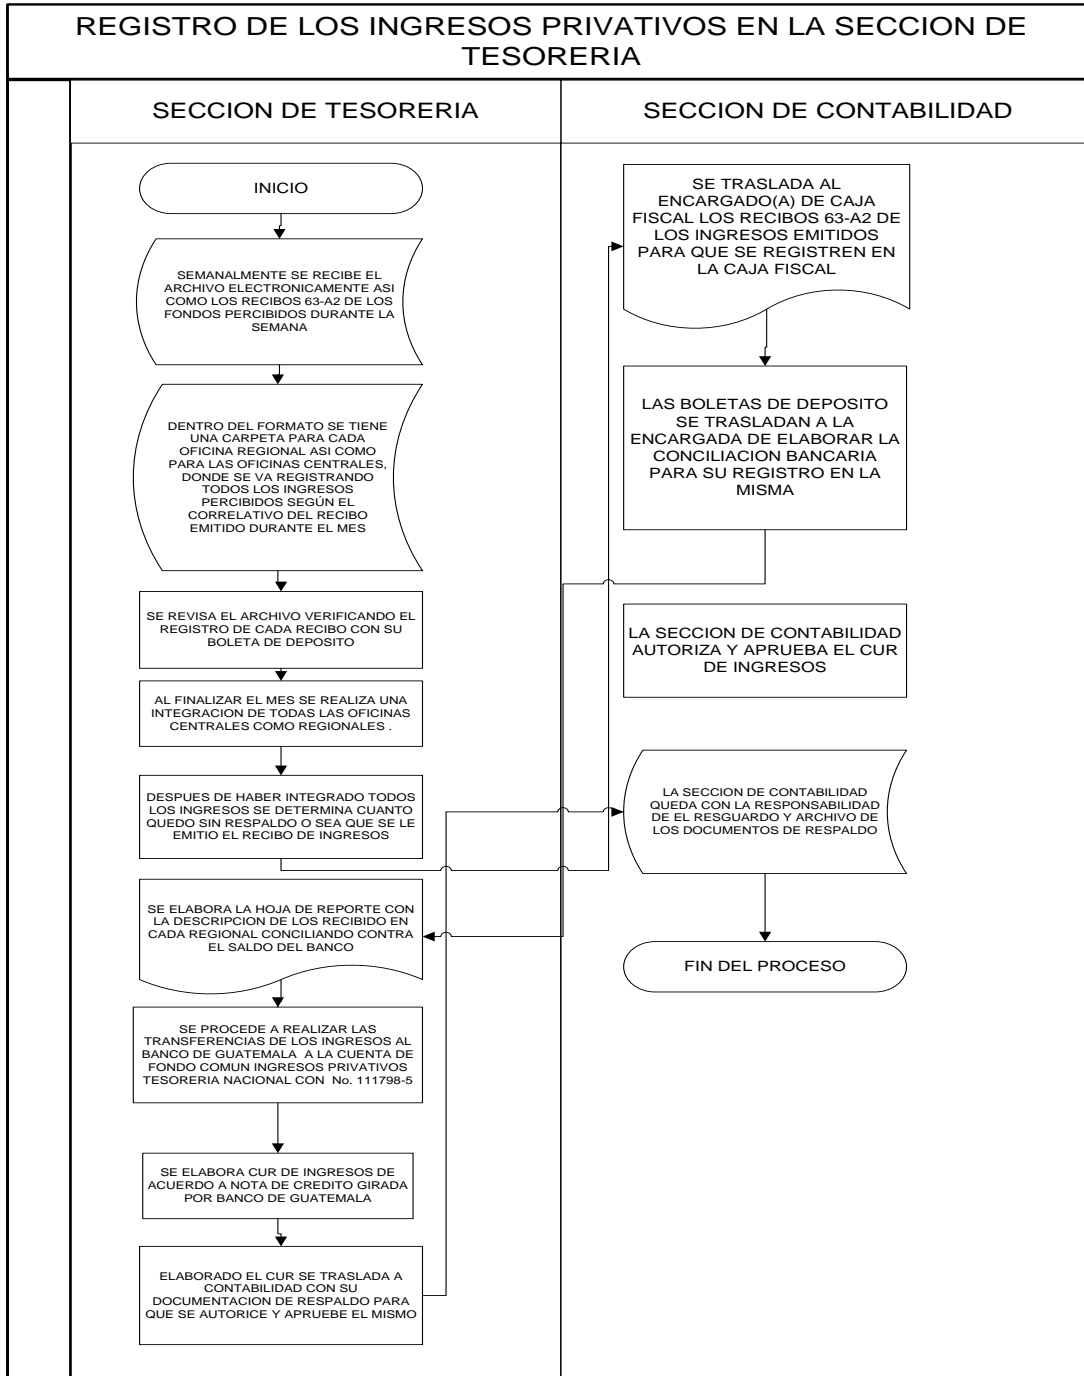 REGISTRO DE LOS INGRESOS PRIVATIVOS EN LA SECCION DE
TESORERIA
SECCION DE TESORERIA
INICIO
SEMANALMENTE SE RECIBE EL
ARCHIVO ELECTRONICAMENTE ASI
COMO LOS RECIBOS 63-A2 DE LOS
FONDOS PERCIBIDOS DURANTE LA
SEMANA
DENTRO DEL FORMATO SE TIENE
UNA CARPETA PARA CADA
OFICINA REGIONAL ASI COMO
PARA LAS OFICINAS CENTRALES,
DONDE SE VA REGISTRANDO
TODOS LOS INGRESOS
PERCIBIDOS SEGÚN EL
CORRELATIVO DEL RECIBO
EMITIDO DURANTE EL MES
SE REVISA EL ARCHIVO VERIFICANDO EL
REGISTRO DE CADA RECIBO CON SU
BOLETA DE DEPOSITO
AL FINALIZAR EL MES SE REALIZA UNA
INTEGRACION DE TODAS LAS OFICINAS
CENTRALES COMO REGIONALES .
DESPUES DE HABER INTEGRADO TODOS
LOS INGRESOS SE DETERMINA CUANTO
QUEDO SIN RESPALDO O SEA QUE SE LE
EMITIO EL RECIBO DE INGRESOS
SE ELABORA LA HOJA DE REPORTE CON
LA DESCRIPCION DE LOS RECIBIDO EN
CADA REGIONAL CONCILIANDO CONTRA
EL SALDO DEL BANCO
SE PROCEDE A REALIZAR LAS
TRANSFERENCIAS DE LOS INGRESOS AL
BANCO DE GUATEMALA A LA CUENTA DE
FONDO COMUN INGRESOS PRIVATIVOS
TESORERIA NACIONAL CON No. 111798-5
SE ELABORA CUR DE INGRESOS DE
ACUERDO A NOTA DE CREDITO GIRADA
POR BANCO DE GUATEMALA
ELABORADO EL CUR SE TRASLADA A
CONTABILIDAD CON SU
DOCUMENTACION DE RESPALDO PARA
QUE SE AUTORICE Y APRUEBE EL MISMO
SECCION DE CONTABILIDAD
SE TRASLADA AL
ENCARGADO(A) DE CAJA
FISCAL LOS RECIBOS 63-A2 DE
LOS INGRESOS EMITIDOS
PARA QUE SE REGISTREN EN
LA CAJA FISCAL
LAS BOLETAS DE DEPOSITO
SE TRASLADAN A LA
ENCARGADA DE ELABORAR LA
CONCILIACION BANCARIA
PARA SU REGISTRO EN LA
MISMA
LA SECCION DE CONTABILIDAD
AUTORIZA Y APRUEBA EL CUR
DE INGRESOS
LA SECCION DE CONTABILIDAD
QUEDA CON LA RESPONSABILIDAD
DE EL RESGUARDO Y ARCHIVO DE
LOS DOCUMENTOS DE RESPALDO
FIN DEL PROCESO